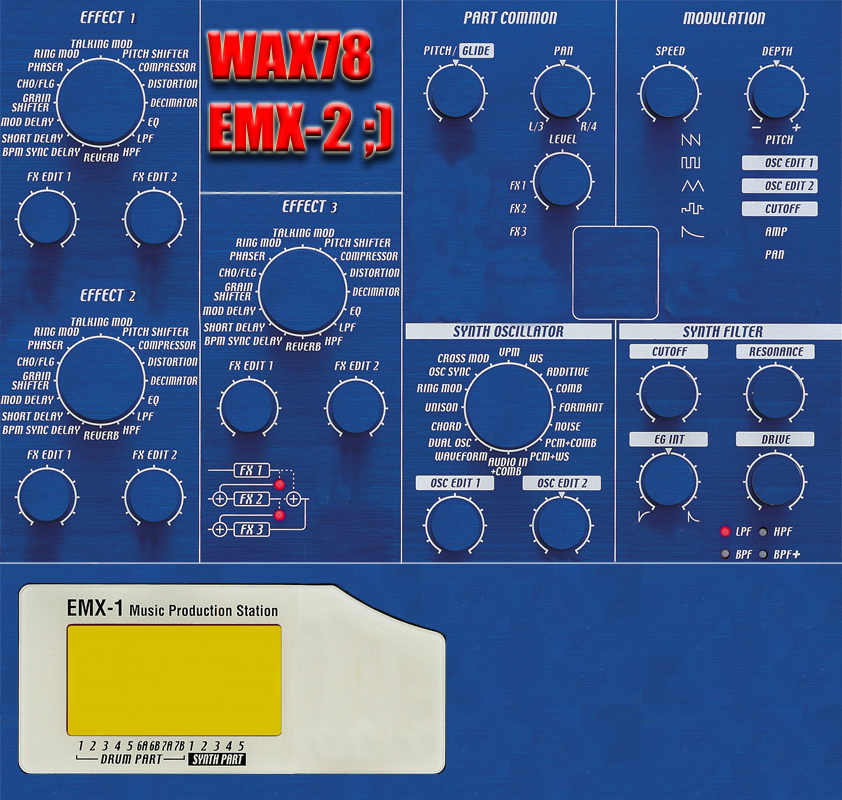 EFFECT 1
TALKING MOD
RING MOD
PITCH SHIFTER
PHASER
COMPRESSOR
CHO/FLG
DISTORTION
GRAIN
SHIFTER
DECIMATOR
MOD DELAY
EQ
SHORT DELAY
LPF
BPM SYNC DELAY
HPF
REVERB
FX EDIT 1
FX EDIT 2
EFFECT 2
TALKING MOD
RING MOD
PITCH SHIFTER
PHASER
COMPRESSOR
CHO/FLG
DISTORTION
GRAIN
SHIFTER
DECIMATOR
MOD DELAY
EQ
SHORT DELAY
LPF
BPM SYNC DELAY
HPF
REVERB
FX EDIT 1
FX EDIT 2
WAX78
EMX-2 ;)
EFFECT 3
TALKING MOD
RING MOD
PITCH SHIFTER
PHASER
COMPRESSOR
CHO/FLG
DISTORTION
GRAIN
SHIFTER
DECIMATOR
MOD DELAY
EQ
SHORT DELAY
LPF
BPM SYNC DELAY
HPF
REVERB
FX EDIT 1
FX EDIT 2
FX 1
FX 2
FX 3
PART COMMON
PITCH/ GLIDE
PAN
L/3
R/4
LEVEL
FX 1
FX 2
FX 3
MODULATION
SPEED
DEPTH
− +
PITCH
OSC EDIT 1
OSC EDIT 2
CUTOFF
AMP
PAN
SYNTH OSCILLATOR
VPM
CROSS MOD
WS
OSC SYNC
ADDITIVE
RING MOD
COMB
UNISON
FORMANT
CHORD
NOISE
DUAL OSC
PCM+COMB
WAVEFORM
PCM+WS
AUDIO IN
+COMB
OSC EDIT 1
OSC EDIT 2
SYNTH FILTER
CUTOFF
RESONANCE
EG INT
DRIVE
LPF
HPF
BPF
BPF+
EMX-1 Music Production Station
1 2 3 4 5 6A 6B 7A 7B 1 2 3 4 5
DRUM PART
SYNTH PART